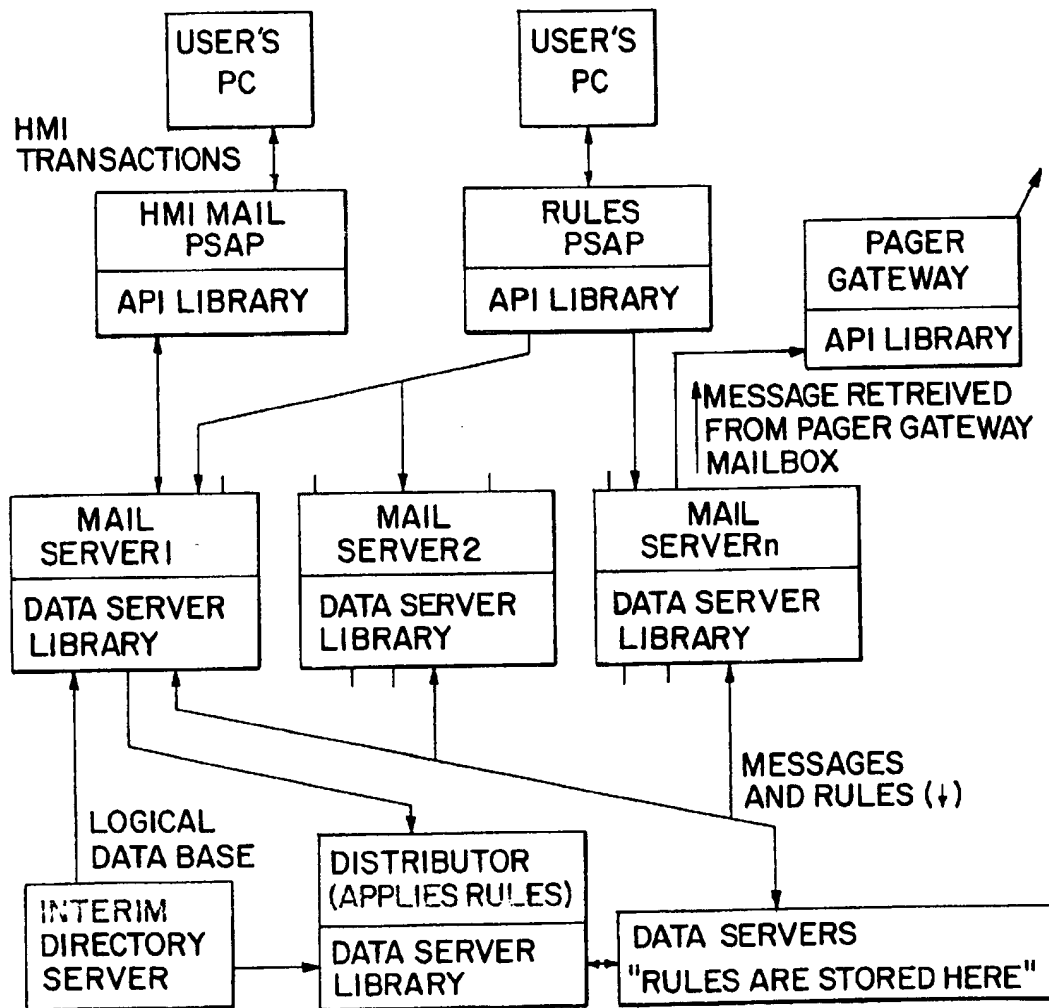 USER'S
PC
USER'S
PC
HMI
TRANSACTIONS
HMI MAIL
PSAP
API LIBRARY
RULES
PSAP
API LIBRARY
PAGER
GATEWAY
API LIBRARY
MESSAGE RETREIVED
FROM PAGER GATEWAY
MAILBOX
MAIL
SERVER1
DATA SERVER
LIBRARY
MAIL
SERVER2
DATA SERVER
LIBRARY
MAIL
SERVERn
DATA SERVER
LIBRARY
MESSAGES
AND RULES (↓)
LOGICAL
DATA BASE
INTERIM
DIRECTORY
SERVER
DISTRIBUTOR
(APPLIES RULES)
DATA SERVER
LIBRARY
DATA SERVERS
"RULES ARE STORED HERE"